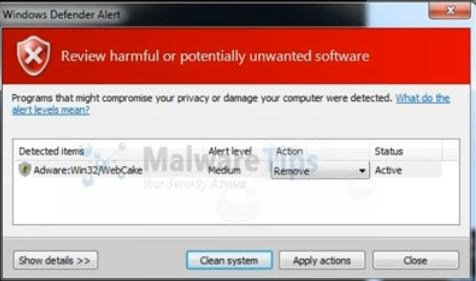 Windows Defender Alert
Review harmful or potentially unwanted software
Programs that might compromise your privacy or damage your computer were detected. What do the
alert levels mean?
Detected items Alert level Action Status
Adware:Win32/WebCake Medium Remove Active
MalwareTips
Your Security Advisor
Show details >> Clean system Apply actions Close